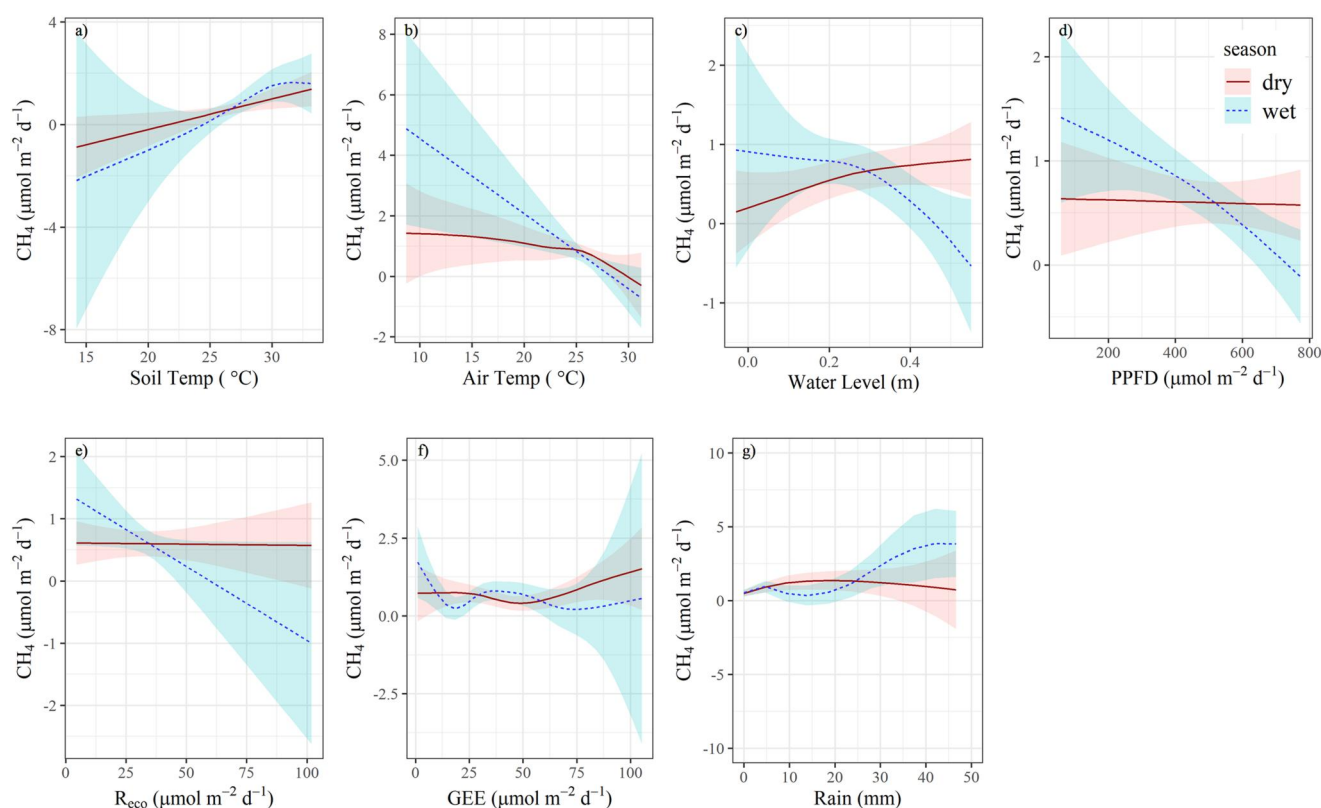 a)
4
0
-4
-8
CH₄ (μmol m⁻² d⁻¹)
15 20 25 30
Soil Temp ( °C)
b)
8
6
4
2
0
-2
CH₄ (μmol m⁻² d⁻¹)
10 15 20 25 30
Air Temp ( °C)
c)
2
1
0
-1
CH₄ (μmol m⁻² d⁻¹)
0.0 0.2 0.4
Water Level (m)
d)
season
dry
wet
2
1
0
CH₄ (μmol m⁻² d⁻¹)
200 400 600 800
PPFD (μmol m⁻² d⁻¹)
e)
2
1
0
-1
-2
CH₄ (μmol m⁻² d⁻¹)
0 25 50 75 100
Reco (μmol m⁻² d⁻¹)
f)
5.0
2.5
0.0
-2.5
CH₄ (μmol m⁻² d⁻¹)
0 25 50 75 100
GEE (μmol m⁻² d⁻¹)
g)
10
5
0
-5
-10
CH₄ (μmol m⁻² d⁻¹)
0 10 20 30 40 50
Rain (mm)